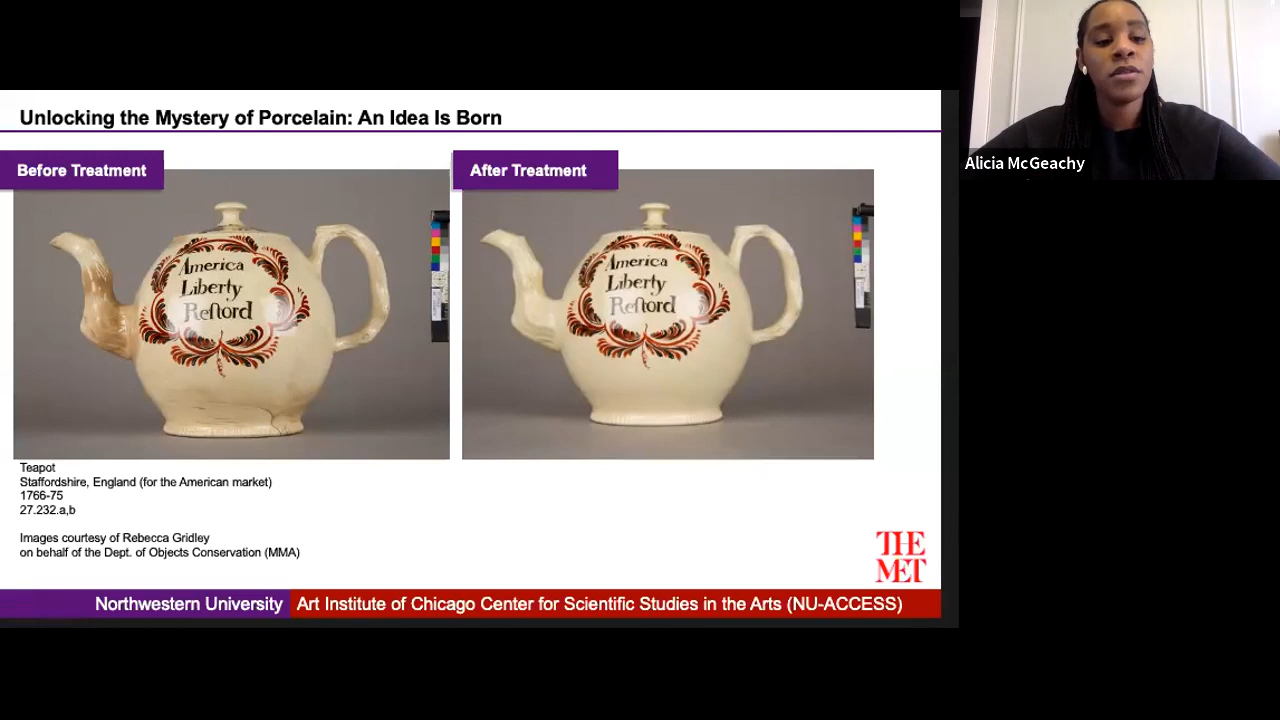 Unlocking the Mystery of Porcelain: An Idea Is Born
Before Treatment
After Treatment
America
Liberty
Reſtord
America
Liberty
Reſtord
Teapot
Staffordshire, England (for the American market)
1766-75
27.232.a,b
Images courtesy of Rebecca Gridley
on behalf of the Dept. of Objects Conservation (MMA)
THE
MET
Northwestern University
Art Institute of Chicago Center for Scientific Studies in the Arts (NU-ACCESS)
Alicia McGeachy